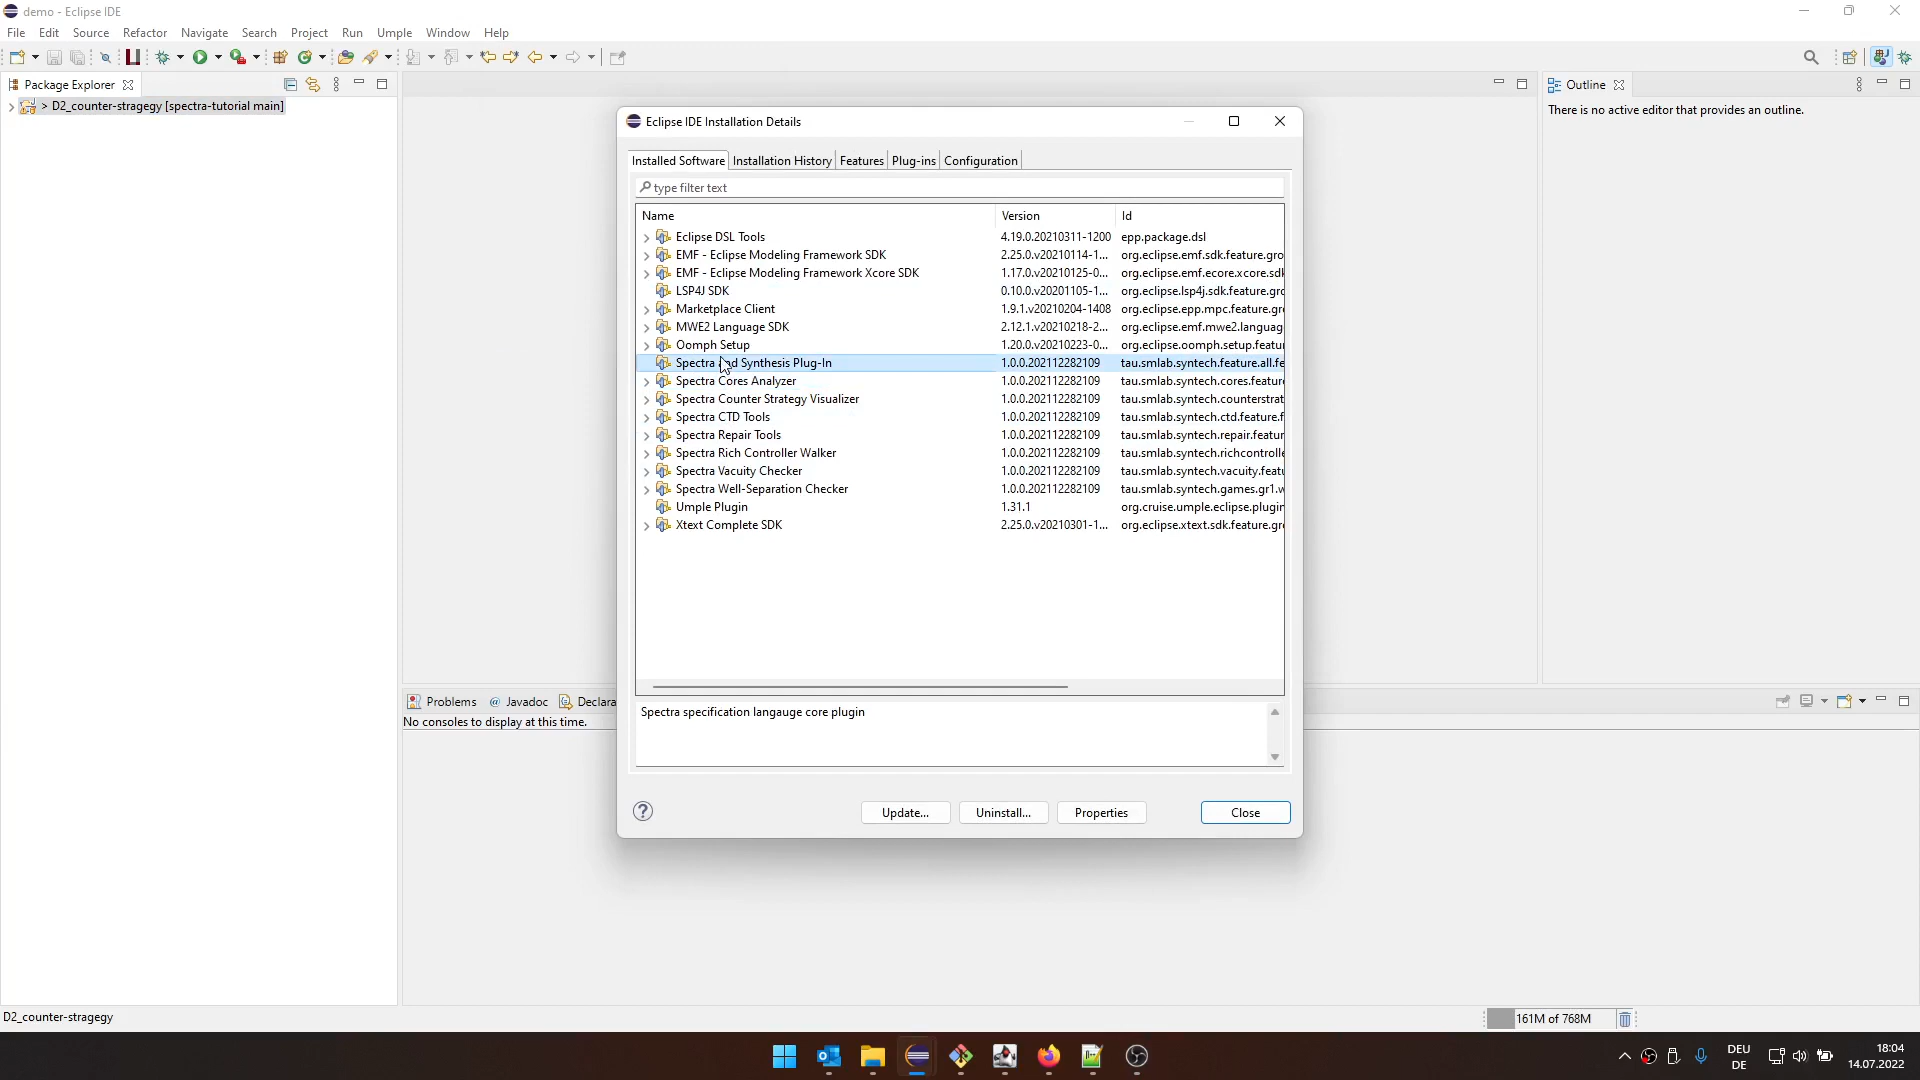 demo - Eclipse IDE
File Edit Source Refactor Navigate Search Project Run Umple Window Help
Package Explorer
> D2_counter-stragegy [spectra-tutorial main]
Outline
There is no active editor that provides an outline.
Eclipse IDE Installation Details
Installed Software Installation History Features Plug-ins Configuration
type filter text
Name Version Id
Eclipse DSL Tools 4.19.0.20210311-1200 epp.package.dsl
EMF - Eclipse Modeling Framework SDK 2.25.0.v20210114-1... org.eclipse.emf.sdk.feature.gro
EMF - Eclipse Modeling Framework Xcore SDK 1.17.0.v20210125-0... org.eclipse.emf.ecore.xcore.sdk
LSP4J SDK 0.10.0.v20201105-1... org.eclipse.lsp4j.sdk.feature.gro
Marketplace Client 1.9.1.v20210204-1408 org.eclipse.epp.mpc.feature.gr
MWE2 Language SDK 2.12.1.v20210218-2... org.eclipse.emf.mwe2.languag
Oomph Setup 1.20.0.v20210223-0... org.eclipse.oomph.setup.featur
Spectra and Synthesis Plug-In 1.0.0.202112282109 tau.smlab.syntech.feature.all.fe
Spectra Cores Analyzer 1.0.0.202112282109 tau.smlab.syntech.cores.feature
Spectra Counter Strategy Visualizer 1.0.0.202112282109 tau.smlab.syntech.counterstrat
Spectra CTD Tools 1.0.0.202112282109 tau.smlab.syntech.ctd.feature.f
Spectra Repair Tools 1.0.0.202112282109 tau.smlab.syntech.repair.featur
Spectra Rich Controller Walker 1.0.0.202112282109 tau.smlab.syntech.richcontrolle
Spectra Vacuity Checker 1.0.0.202112282109 tau.smlab.syntech.vacuity.featu
Spectra Well-Separation Checker 1.0.0.202112282109 tau.smlab.syntech.games.gr1.w
Umple Plugin 1.31.1 org.cruise.umple.eclipse.plugin
Xtext Complete SDK 2.25.0.v20210301-1... org.eclipse.xtext.sdk.feature.gr
Spectra specification langauge core plugin
Update... Uninstall... Properties Close
Problems @ Javadoc Declara
No consoles to display at this time.
D2_counter-stragegy
161M of 768M
DEU
DE
18:04
14.07.2022